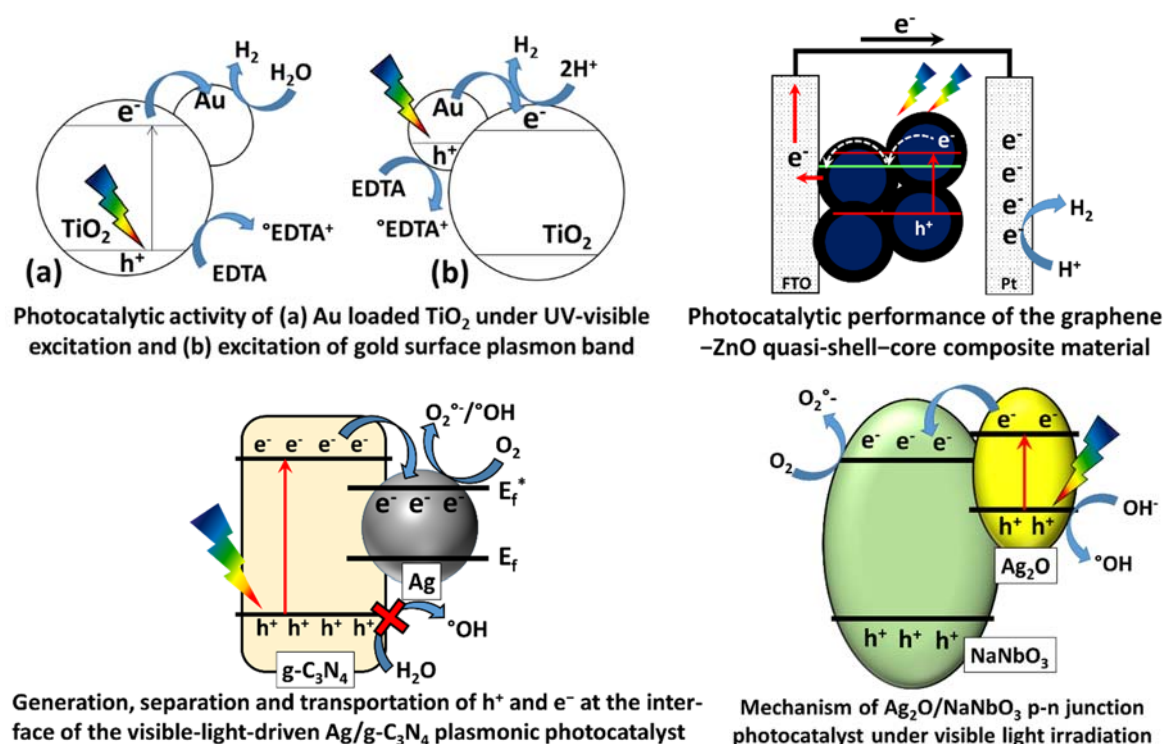 H₂
H₂O
Au
e⁻
TiO₂
h⁺
°EDTA⁺
EDTA
(a)
H₂
2H⁺
Au
e⁻
h⁺
EDTA
°EDTA⁺
TiO₂
(b)
Photocatalytic activity of (a) Au loaded TiO₂ under UV-visible
excitation and (b) excitation of gold surface plasmon band
e⁻
e⁻
e⁻
h⁺
e⁻
e⁻
e⁻
e⁻
H₂
H⁺
FTO
Pt
Photocatalytic performance of the graphene
–ZnO quasi-shell–core composite material
O₂°⁻/°OH
e⁻ e⁻ e⁻ e⁻
O₂
E_f*
e⁻ e⁻ e⁻
E_f
Ag
h⁺ h⁺ h⁺ h⁺
°OH
g-C₃N₄
H₂O
Generation, separation and transportation of h⁺ and e⁻ at the inter-
face of the visible-light-driven Ag/g-C₃N₄ plasmonic photocatalyst
O₂°⁻
e⁻ e⁻
e⁻ e⁻ e⁻
O₂
OH⁻
h⁺ h⁺
Ag₂O
°OH
h⁺ h⁺ h⁺
NaNbO₃
Mechanism of Ag₂O/NaNbO₃ p-n junction
photocatalyst under visible light irradiation